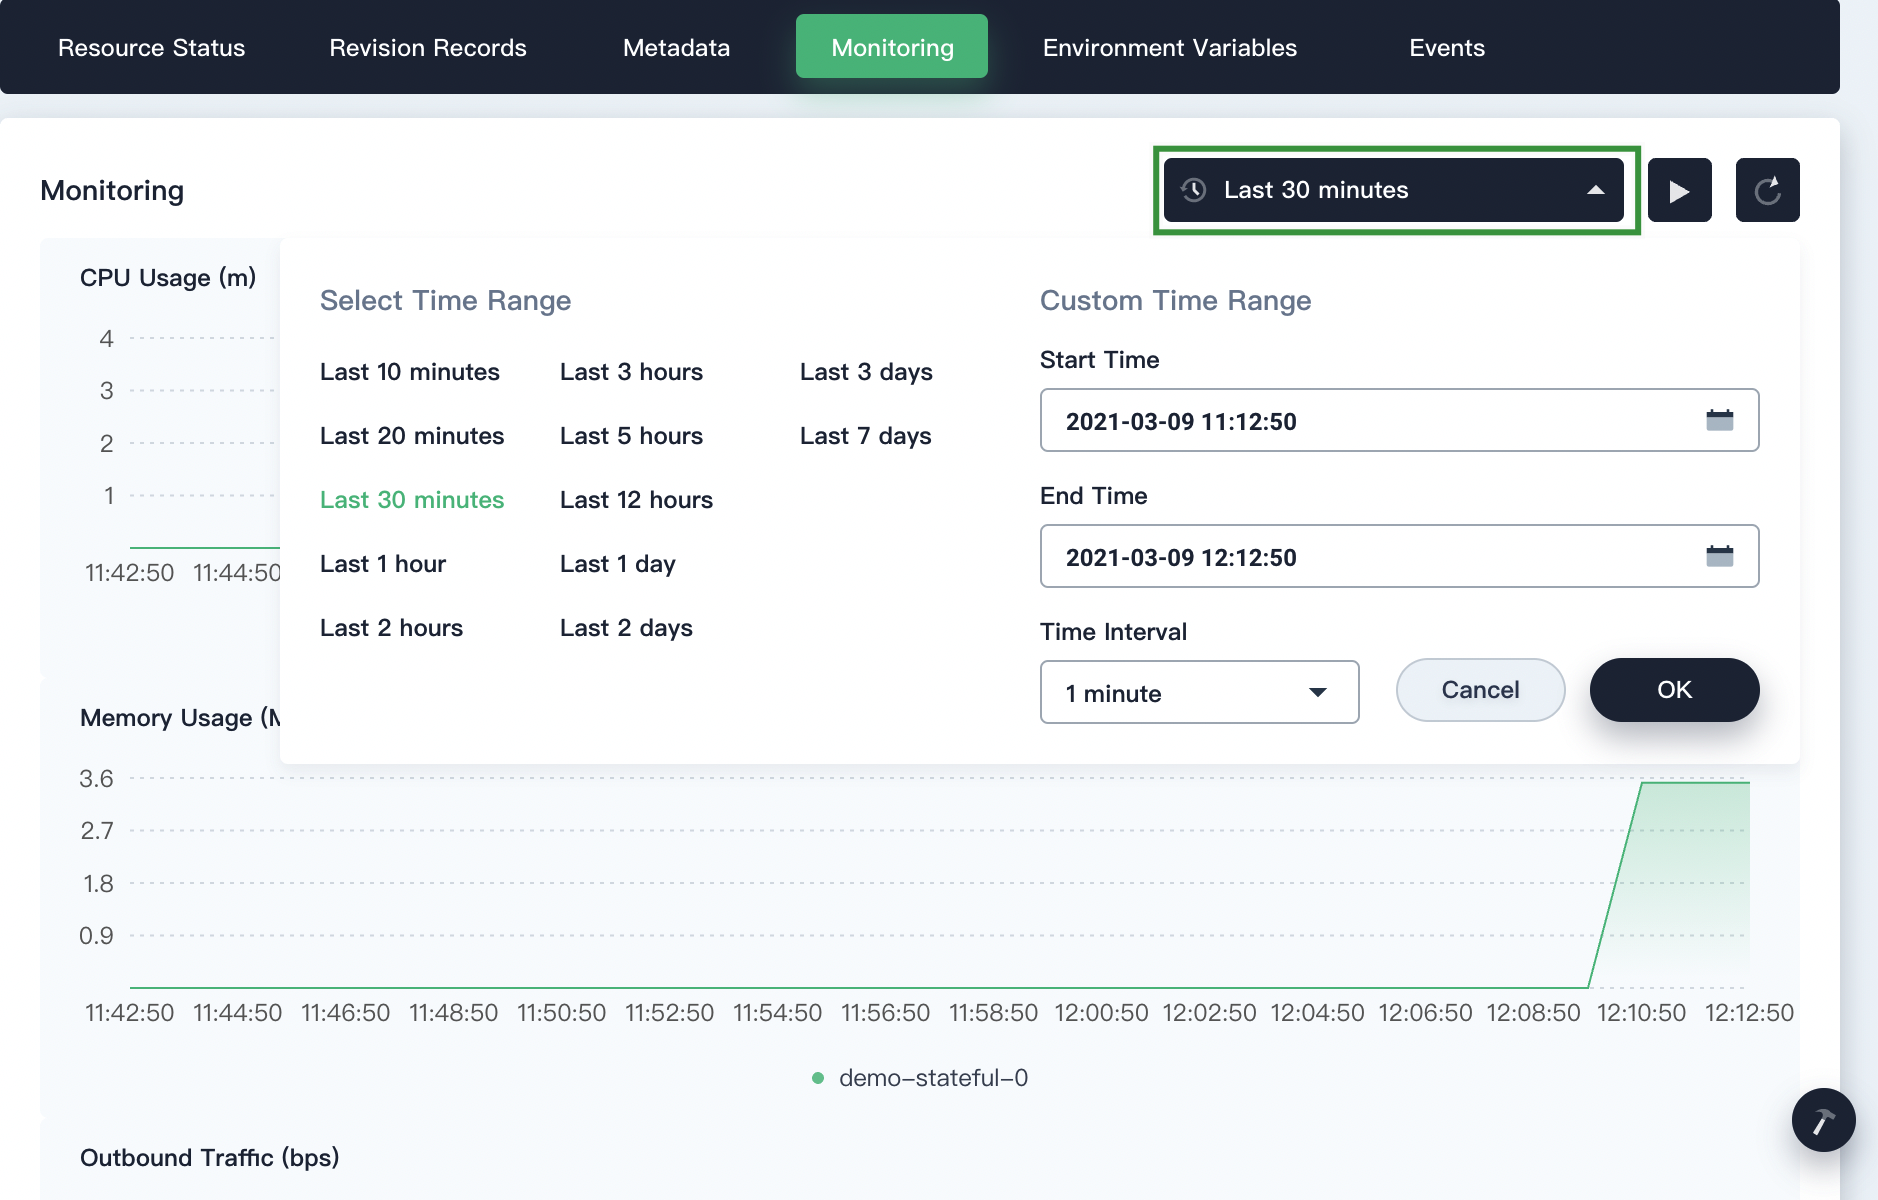 Resource Status Revision Records Metadata Monitoring Environment Variables Events
Monitoring
Last 30 minutes
CPU Usage (m)
4
3
2
1
11:42:50 11:44:50
Select Time Range
Last 10 minutes Last 3 hours Last 3 days
Last 20 minutes Last 5 hours Last 7 days
Last 30 minutes Last 12 hours
Last 1 hour Last 1 day
Last 2 hours Last 2 days
Custom Time Range
Start Time
2021-03-09 11:12:50
End Time
2021-03-09 12:12:50
Time Interval
1 minute Cancel OK
Memory Usage (M
3.6
2.7
1.8
0.9
11:42:50 11:44:50 11:46:50 11:48:50 11:50:50 11:52:50 11:54:50 11:56:50 11:58:50 12:00:50 12:02:50 12:04:50 12:06:50 12:08:50 12:10:50 12:12:50
demo-stateful-0
Outbound Traffic (bps)